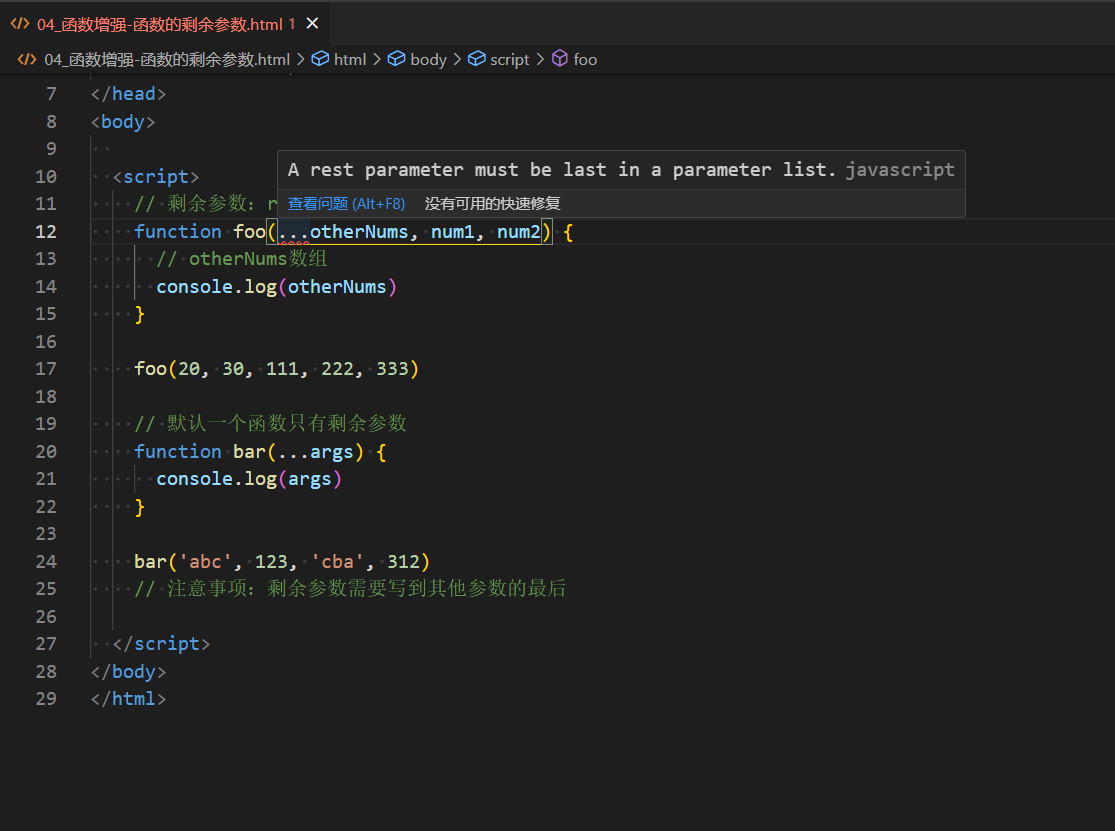 04_函数增强-函数的剩余参数.html 1
04_函数增强-函数的剩余参数.html > html > body > script > foo
7 </head>
8 <body>
9
A rest parameter must be last in a parameter list. javascript
10 <script>
查看问题 (Alt+F8) 没有可用的快速修复
11 // 剩余参数: r
12 function foo(...otherNums, num1, num2) {
13 // otherNums数组
14 console.log(otherNums)
15 }
16
17 foo(20, 30, 111, 222, 333)
18
19 // 默认一个函数只有剩余参数
20 function bar(...args) {
21 console.log(args)
22 }
23
24 bar('abc', 123, 'cba', 312)
25 // 注意事项: 剩余参数需要写到其他参数的最后
26
27 </script>
28 </body>
29 </html>